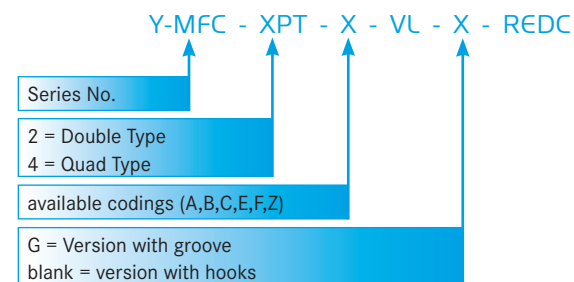 Y-MFC - XPT - X - VL - X - REDC
Series No.
2 = Double Type
4 = Quad Type
available codings (A,B,C,E,F,Z)
G = Version with groove
blank = version with hooks